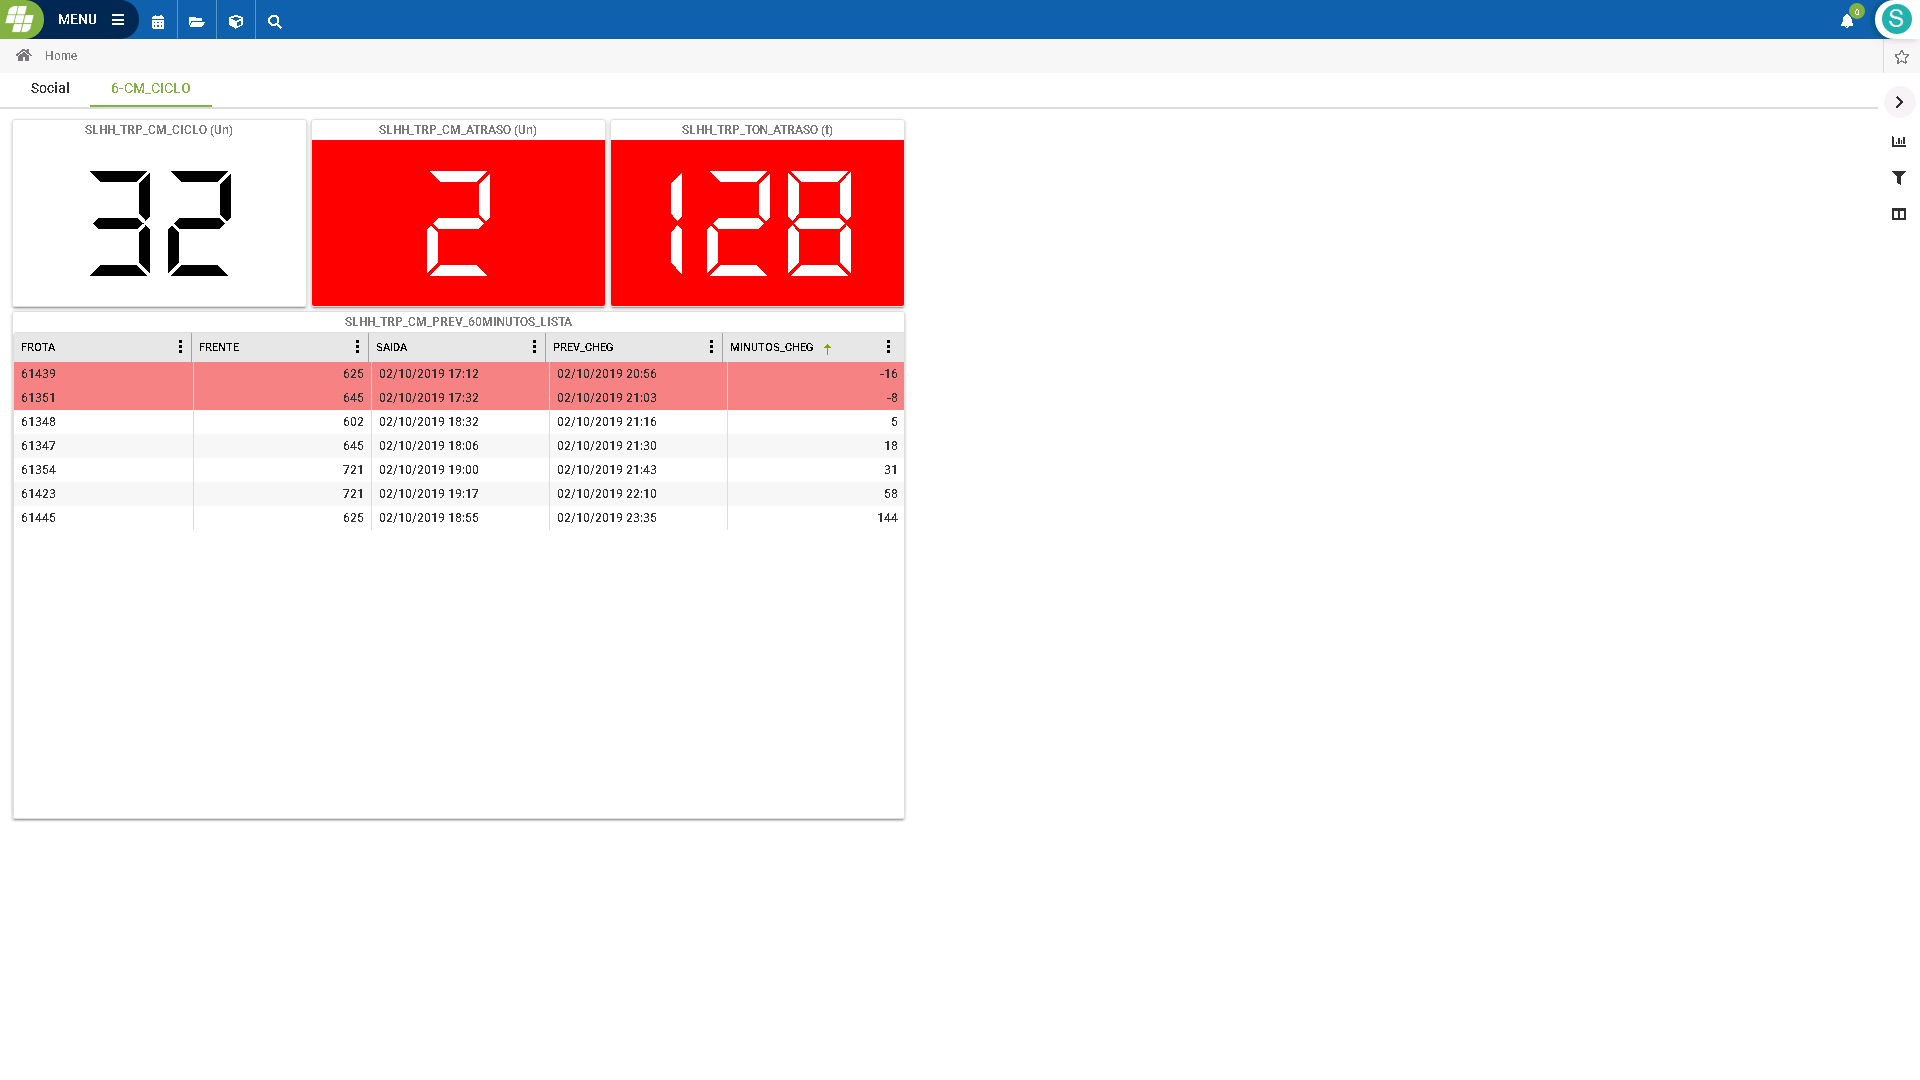 MENU
0
S
Home
Social
6-CM_CICLO
SLHH_TRP_CM_CICLO (Un)
SLHH_TRP_CM_ATRASO (Un)
SLHH_TRP_TON_ATRASO (t)
32
2
128
SLHH_TRP_CM_PREV_60MINUTOS_LISTA
FROTA FRENTE SAIDA PREV_CHEG MINUTOS_CHEG
61439 625 02/10/2019 17:12 02/10/2019 20:56 -16
61351 645 02/10/2019 17:32 02/10/2019 21:03 -8
61348 602 02/10/2019 18:32 02/10/2019 21:16 5
61347 645 02/10/2019 18:06 02/10/2019 21:30 18
61354 721 02/10/2019 19:00 02/10/2019 21:43 31
61423 721 02/10/2019 19:17 02/10/2019 22:10 58
61445 625 02/10/2019 18:55 02/10/2019 23:35 144